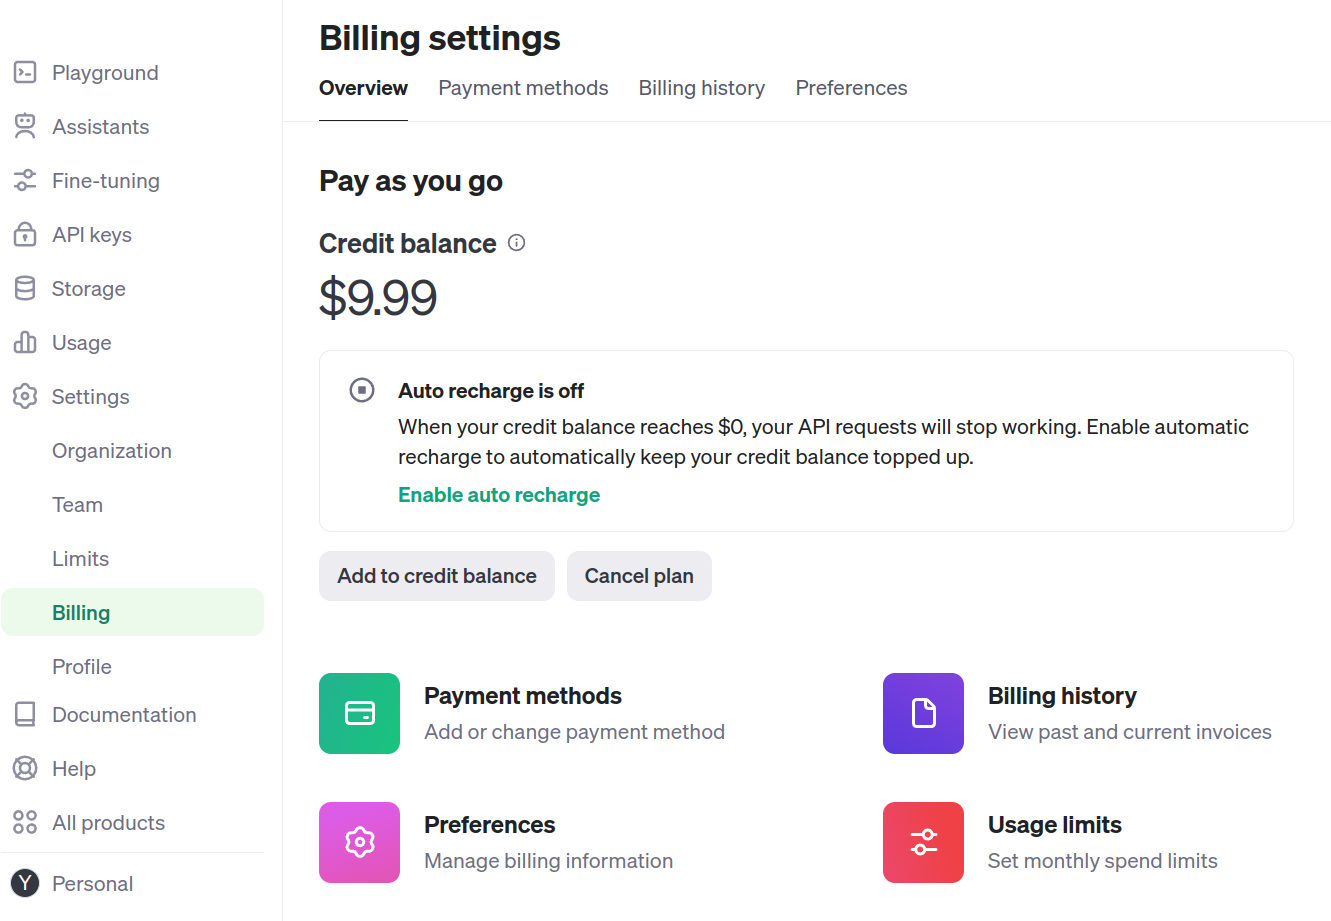 Playground
Assistants
Fine-tuning
API keys
Storage
Usage
Settings
Organization
Team
Limits
Billing
Profile
Documentation
Help
All products
Y
Personal
Billing settings
Overview
Payment methods
Billing history
Preferences
Pay as you go
Credit balance
$9.99
Auto recharge is off
When your credit balance reaches $0, your API requests will stop working. Enable automatic
recharge to automatically keep your credit balance topped up.
Enable auto recharge
Add to credit balance
Cancel plan
Payment methods
Add or change payment method
Billing history
View past and current invoices
Preferences
Manage billing information
Usage limits
Set monthly spend limits